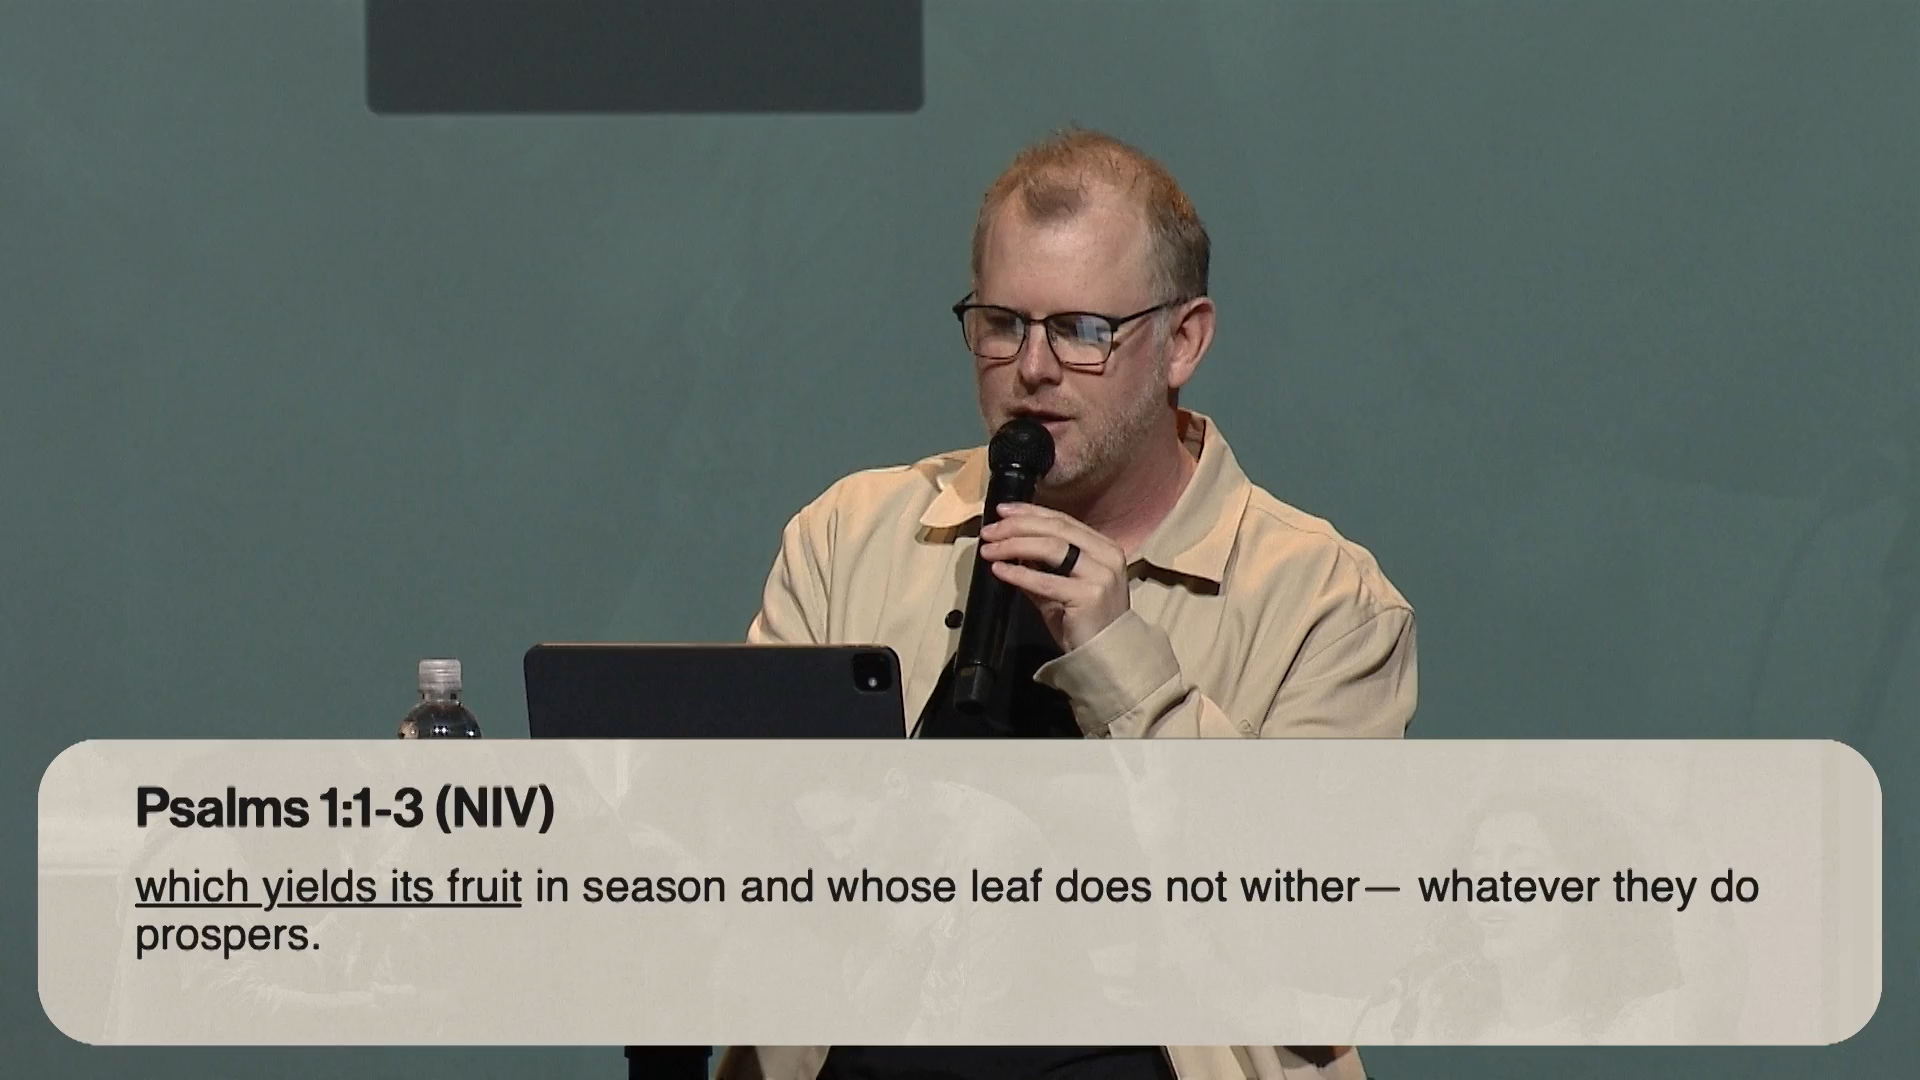 Psalms 1:1-3 (NIV)
which yields its fruit in season and whose leaf does not wither— whatever they do
prospers.